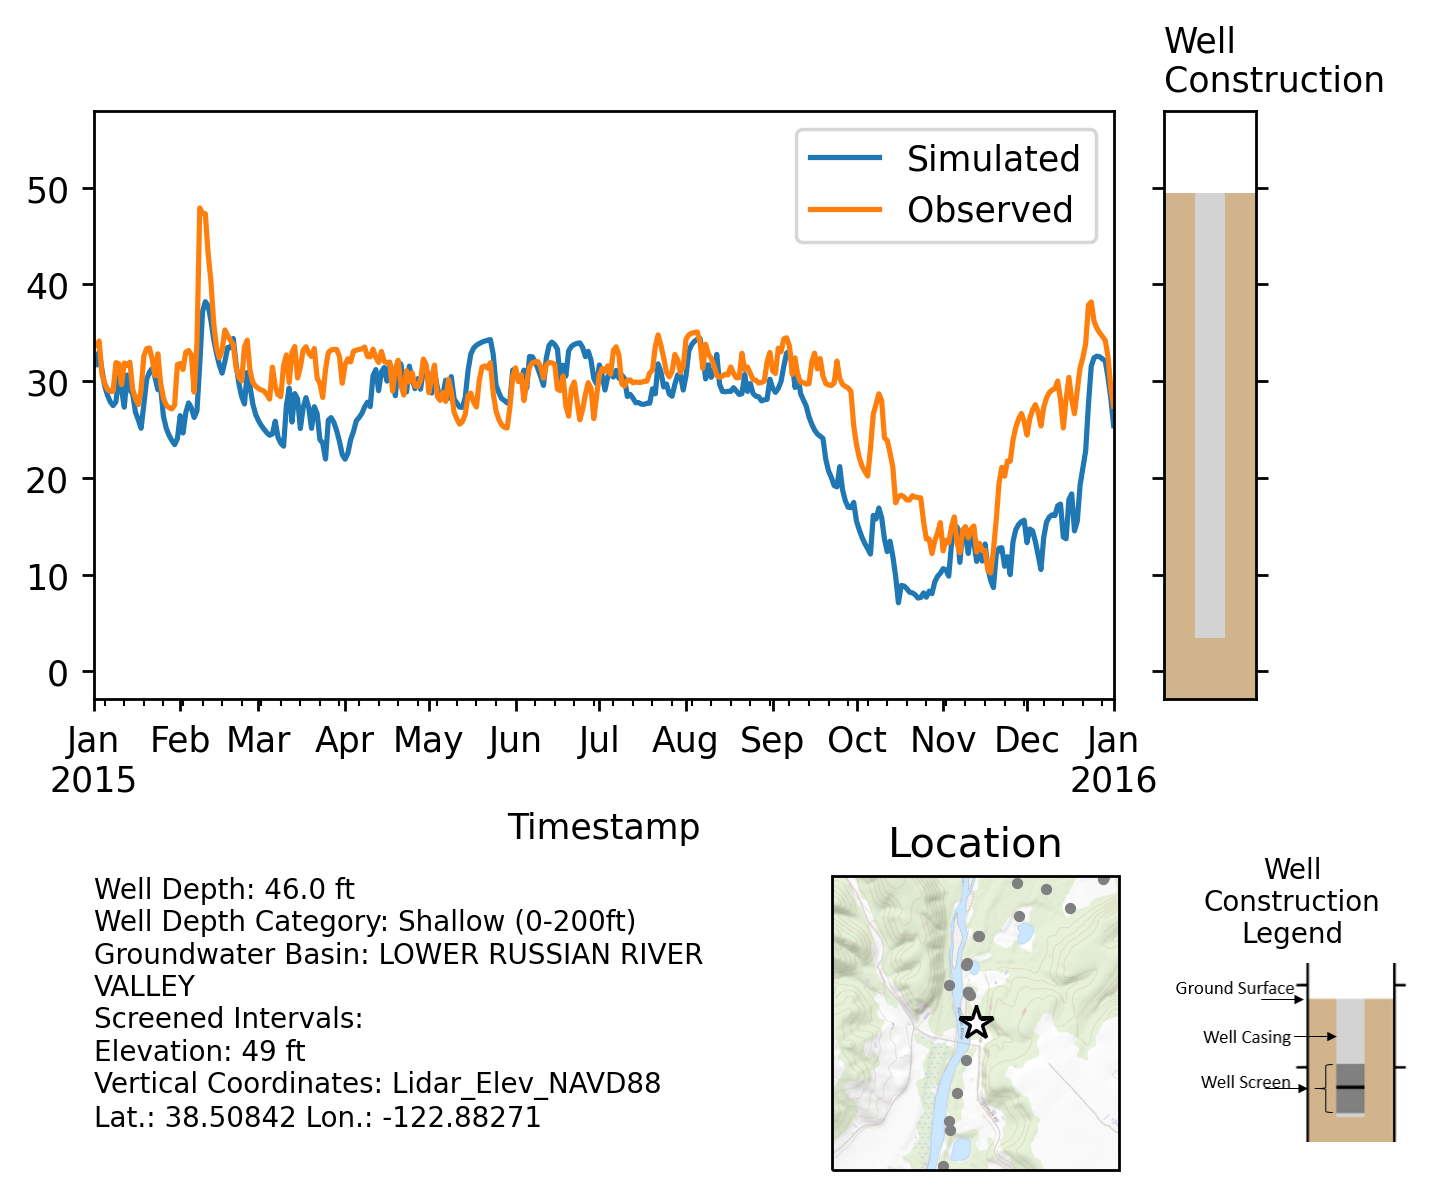 Well
Construction
Simulated
Observed
50
40
30
20
10
0
Jan Feb Mar Apr May Jun Jul Aug Sep Oct Nov Dec Jan
2015 2016
Timestamp
Location
Well
Construction
Legend
Well Depth: 46.0 ft
Well Depth Category: Shallow (0-200ft)
Groundwater Basin: LOWER RUSSIAN RIVER
VALLEY
Screened Intervals:
Elevation: 49 ft
Vertical Coordinates: Lidar_Elev_NAVD88
Lat.: 38.50842 Lon.: -122.88271
Ground Surface
Well Casing
Well Screen